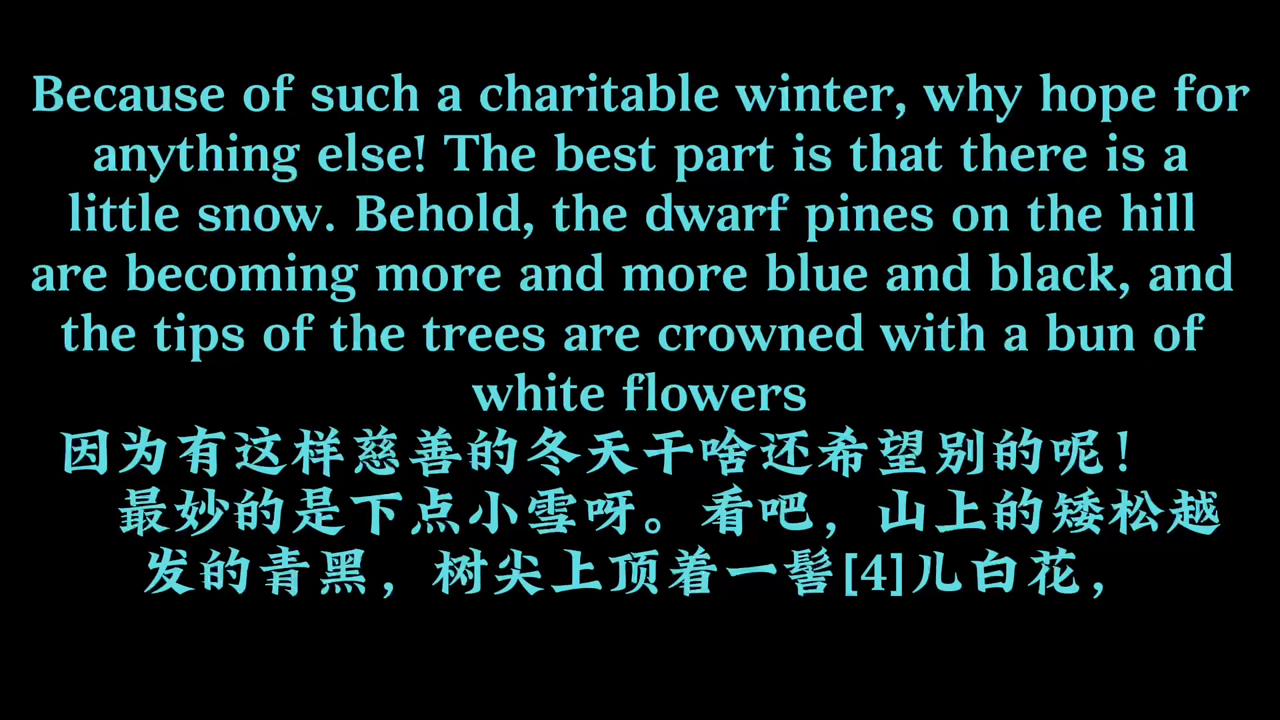 Because of such a charitable winter, why hope for
anything else! The best part is that there is a
little snow. Behold, the dwarf pines on the hill
are becoming more and more blue and black, and
the tips of the trees are crowned with a bun of
white flowers
因为有这样慈善的冬天干啥还希望别的呢！
最妙的是下点小雪呀。看吧，山上的矮松越
发的青黑，树尖上顶着一髻[4]儿白花，